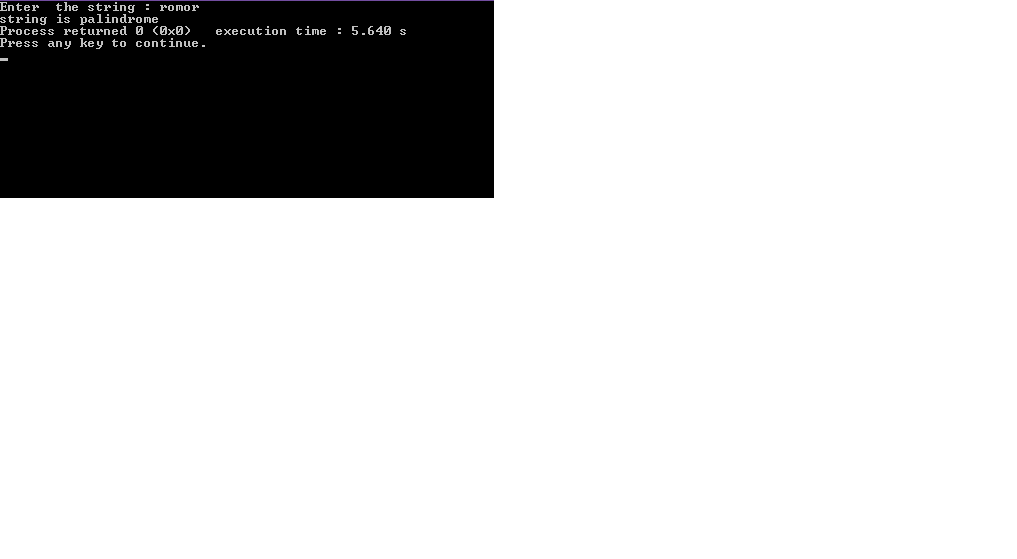 Enter  the string : romor
string is palindrome
Process returned 0 (0x0)   execution time : 5.640 s
Press any key to continue.